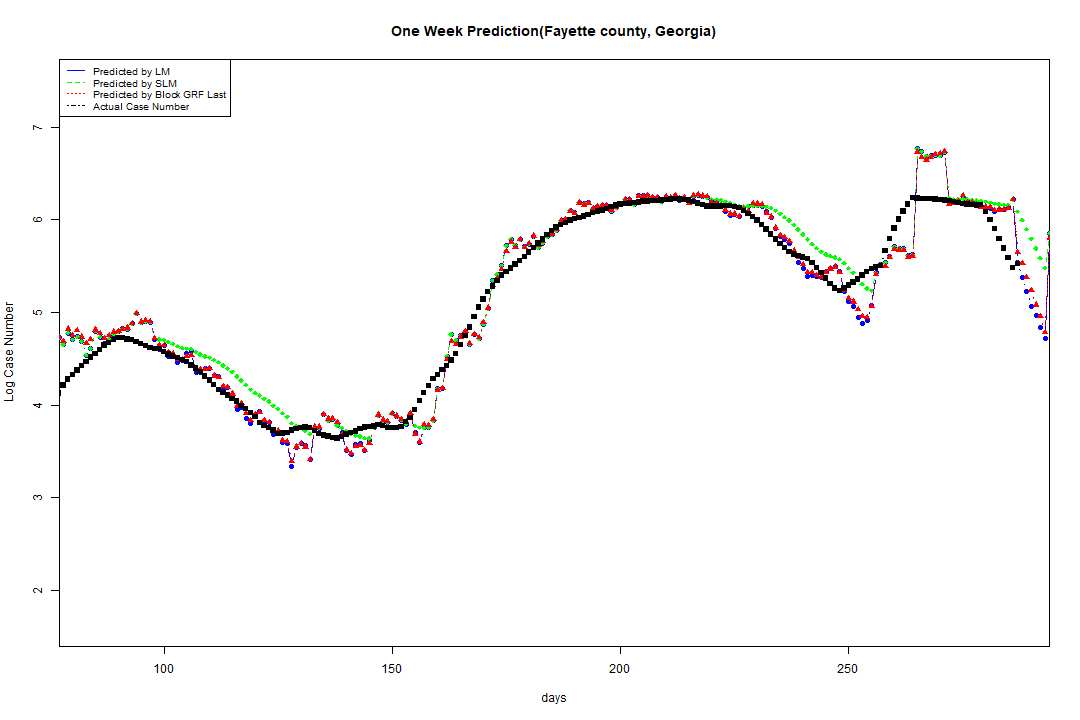 One Week Prediction(Fayette county, Georgia)
Predicted by LM
Predicted by SLM
Predicted by Block GRF Last
Actual Case Number
7
6
5
4
3
2
Log Case Number
100 150 200 250
days